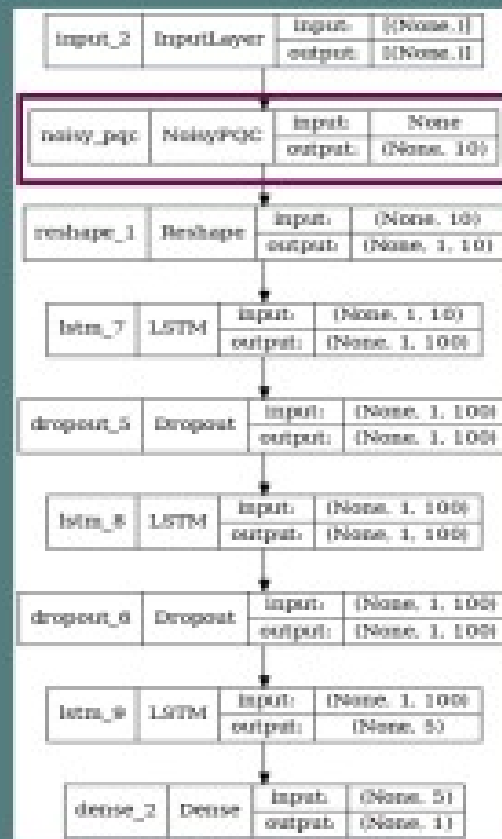 input_2 InputLayer input: [(None,)]
output: [(None,)]
noisy_pqc NoisyPQC input: None
output: (None, 10)
reshape_1 Reshape input: (None, 10)
output: (None, 1, 10)
lstm_7 LSTM input: (None, 1, 10)
output: (None, 1, 100)
dropout_5 Dropout input: (None, 1, 100)
output: (None, 1, 100)
lstm_8 LSTM input: (None, 1, 100)
output: (None, 1, 100)
dropout_6 Dropout input: (None, 1, 100)
output: (None, 1, 100)
lstm_9 LSTM input: (None, 1, 100)
output: (None, 5)
dense_2 Dense input: (None, 5)
output: (None, 1)